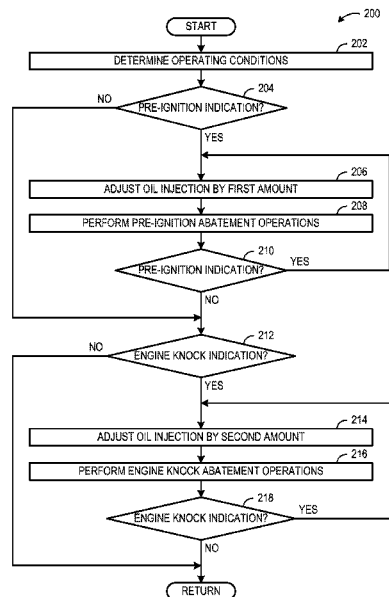 200
START
202
DETERMINE OPERATING CONDITIONS
204
NO
PRE-IGNITION INDICATION?
YES
206
ADJUST OIL INJECTION BY FIRST AMOUNT
208
PERFORM PRE-IGNITION ABATEMENT OPERATIONS
210
PRE-IGNITION INDICATION?
YES
NO
212
NO
ENGINE KNOCK INDICATION?
YES
214
ADJUST OIL INJECTION BY SECOND AMOUNT
216
PERFORM ENGINE KNOCK ABATEMENT OPERATIONS
218
YES
ENGINE KNOCK INDICATION?
NO
RETURN